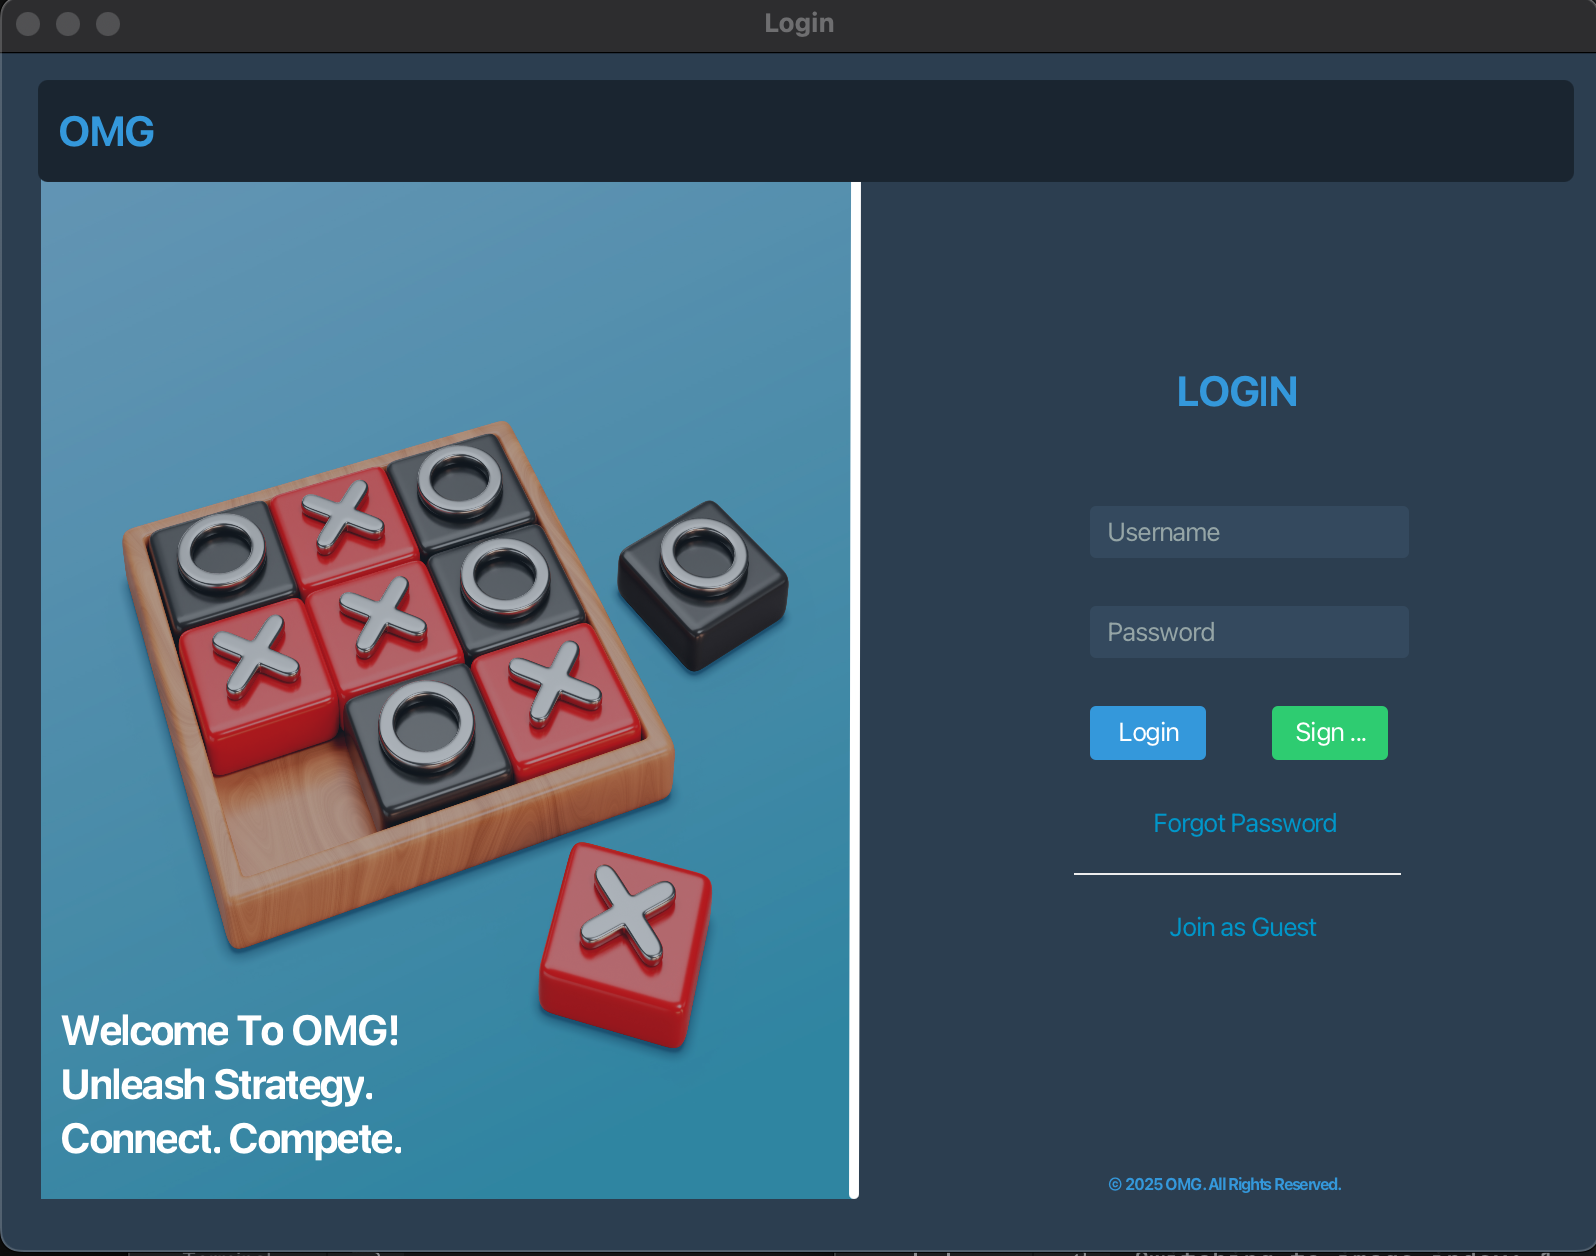 Login
OMG
LOGIN
Username
Password
Login
Sign ...
Forgot Password
Join as Guest
Welcome To OMG!
Unleash Strategy.
Connect. Compete.
© 2025 OMG. All Rights Reserved.